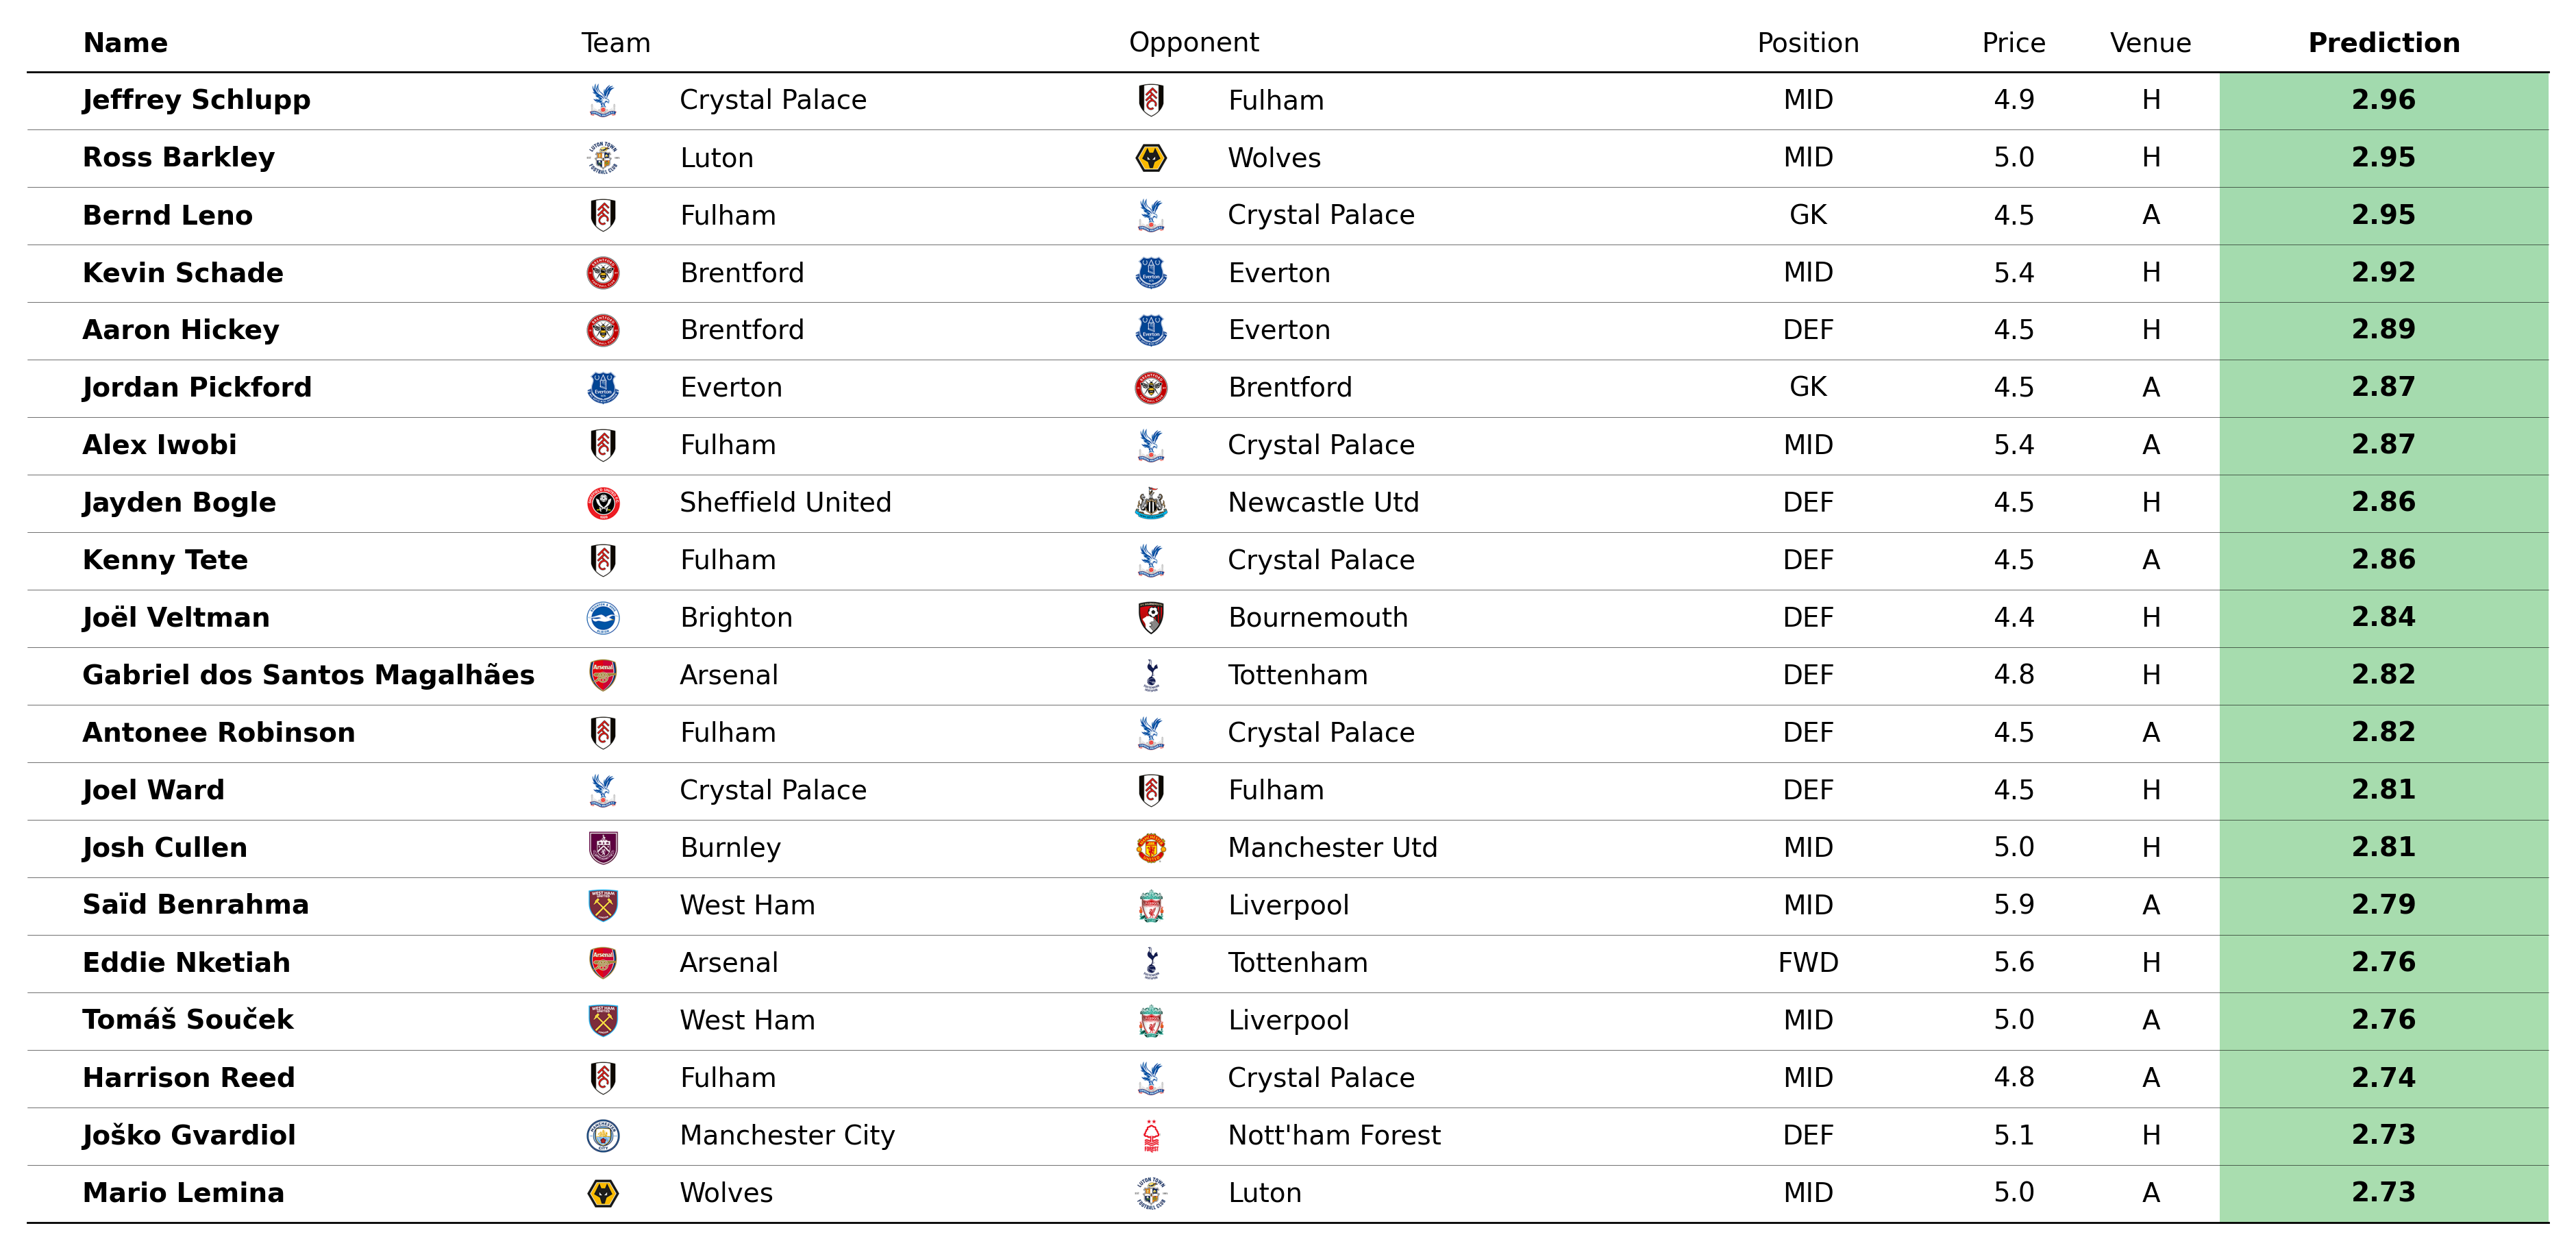 Name Team Opponent Position Price Venue Prediction
Jeffrey Schlupp Crystal Palace Fulham MID 4.9 H 2.96
Ross Barkley Luton Wolves MID 5.0 H 2.95
Bernd Leno Fulham Crystal Palace GK 4.5 A 2.95
Kevin Schade Brentford Everton MID 5.4 H 2.92
Aaron Hickey Brentford Everton DEF 4.5 H 2.89
Jordan Pickford Everton Brentford GK 4.5 A 2.87
Alex Iwobi Fulham Crystal Palace MID 5.4 A 2.87
Jayden Bogle Sheffield United Newcastle Utd DEF 4.5 H 2.86
Kenny Tete Fulham Crystal Palace DEF 4.5 A 2.86
Joël Veltman Brighton Bournemouth DEF 4.4 H 2.84
Gabriel dos Santos Magalhães Arsenal Tottenham DEF 4.8 H 2.82
Antonee Robinson Fulham Crystal Palace DEF 4.5 A 2.82
Joel Ward Crystal Palace Fulham DEF 4.5 H 2.81
Josh Cullen Burnley Manchester Utd MID 5.0 H 2.81
Saïd Benrahma West Ham Liverpool MID 5.9 A 2.79
Eddie Nketiah Arsenal Tottenham FWD 5.6 H 2.76
Tomáš Souček West Ham Liverpool MID 5.0 A 2.76
Harrison Reed Fulham Crystal Palace MID 4.8 A 2.74
Joško Gvardiol Manchester City Nott'ham Forest DEF 5.1 H 2.73
Mario Lemina Wolves Luton MID 5.0 A 2.73